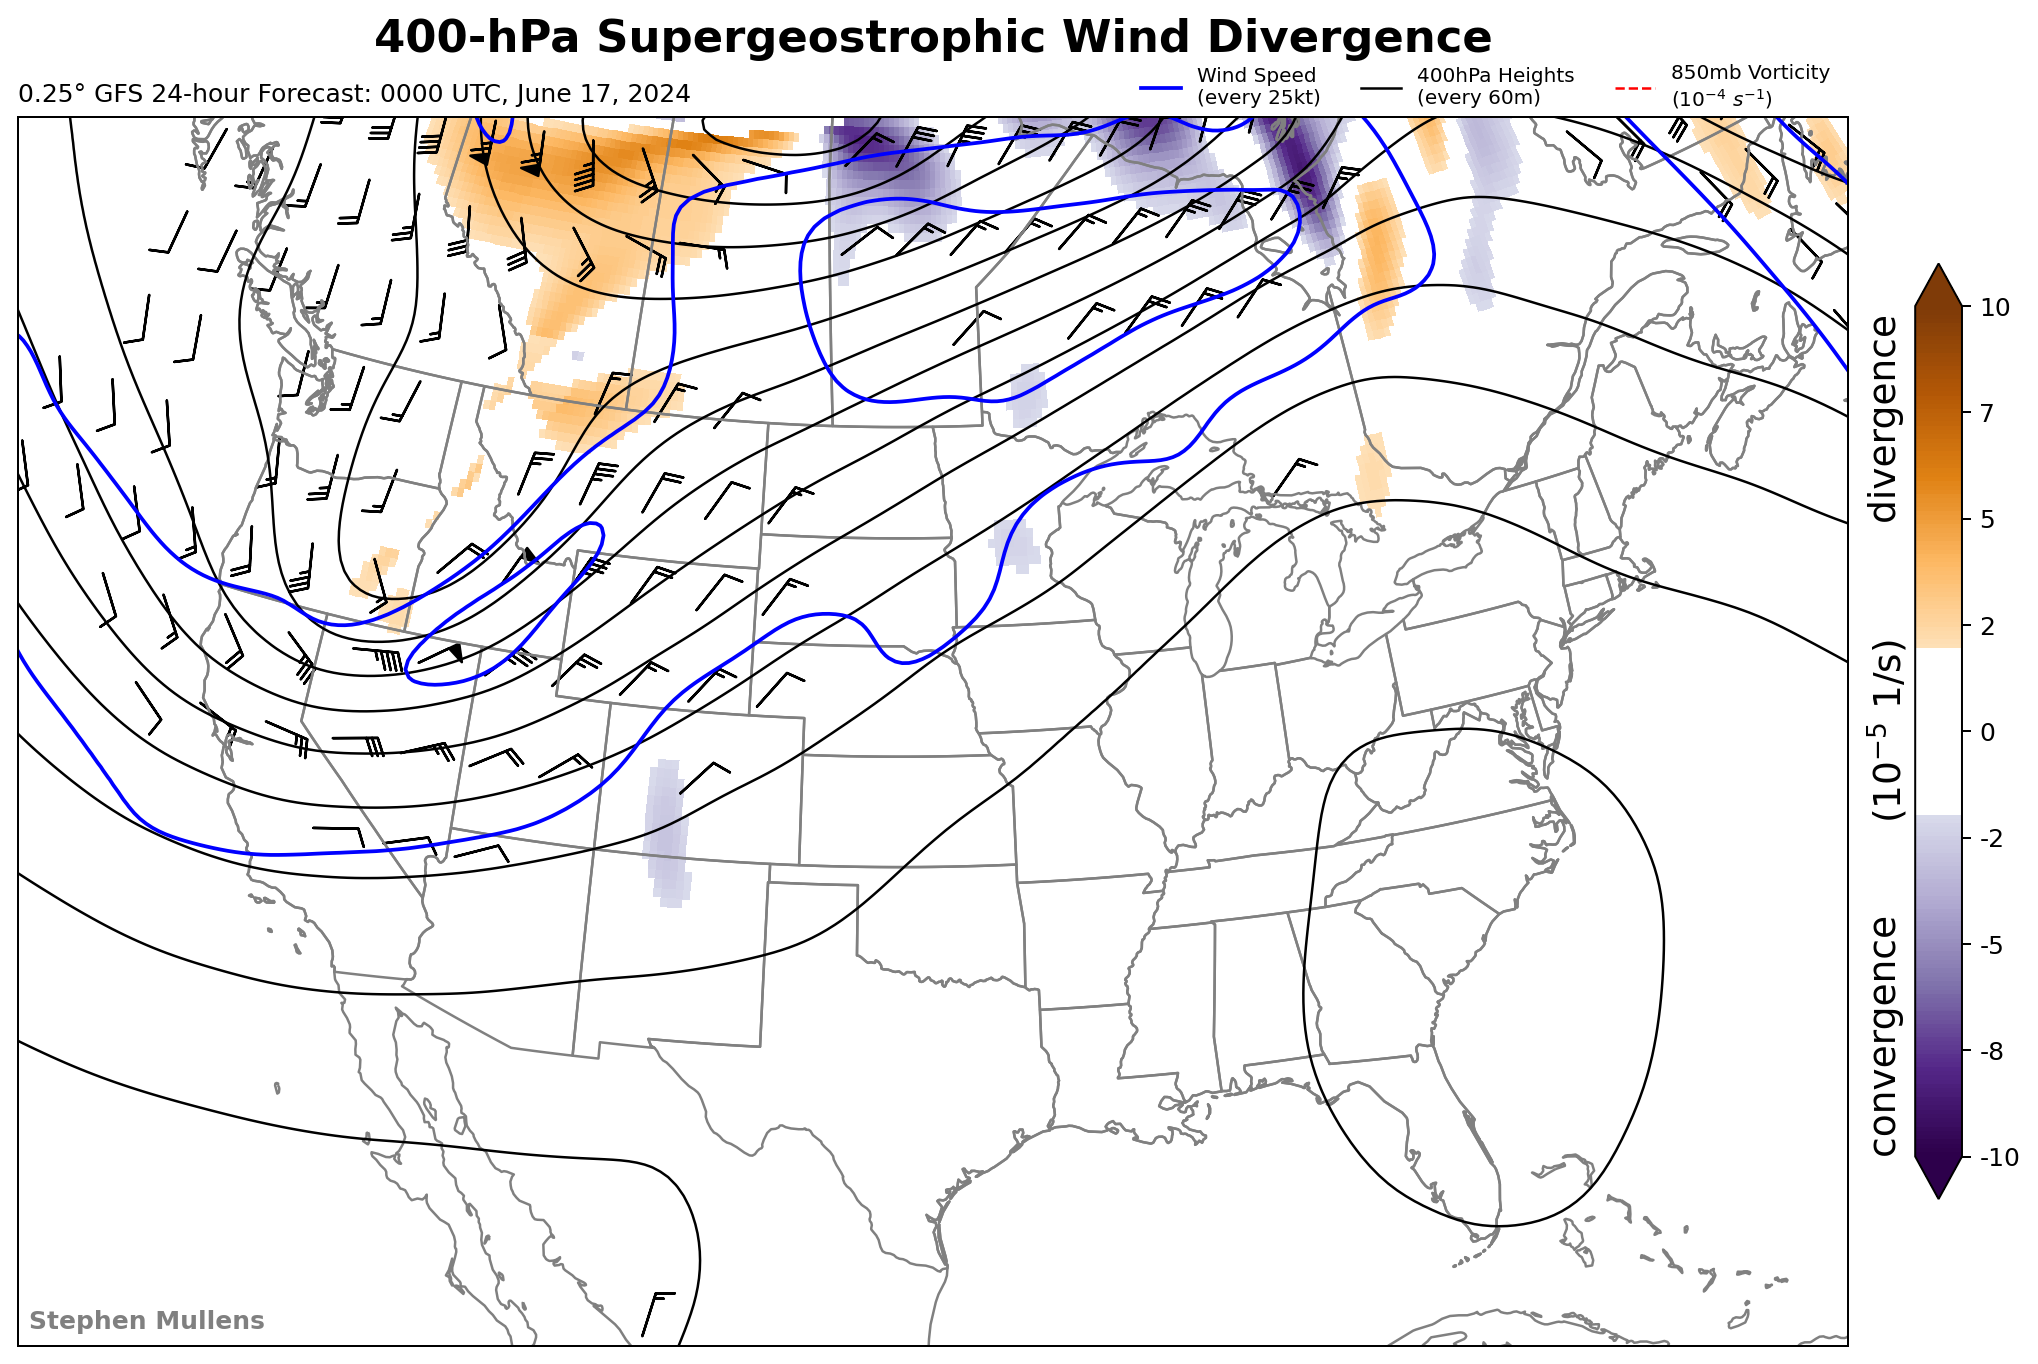 400-hPa Supergeostrophic Wind Divergence
0.25° GFS 24-hour Forecast: 0000 UTC, June 17, 2024
Wind Speed
(every 25kt)
400hPa Heights
(every 60m)
850mb Vorticity
(10⁻⁴ s⁻¹)
10
7
5
2
0
-2
-5
-8
-10
convergence (10⁻⁵ 1/s) divergence
Stephen Mullens